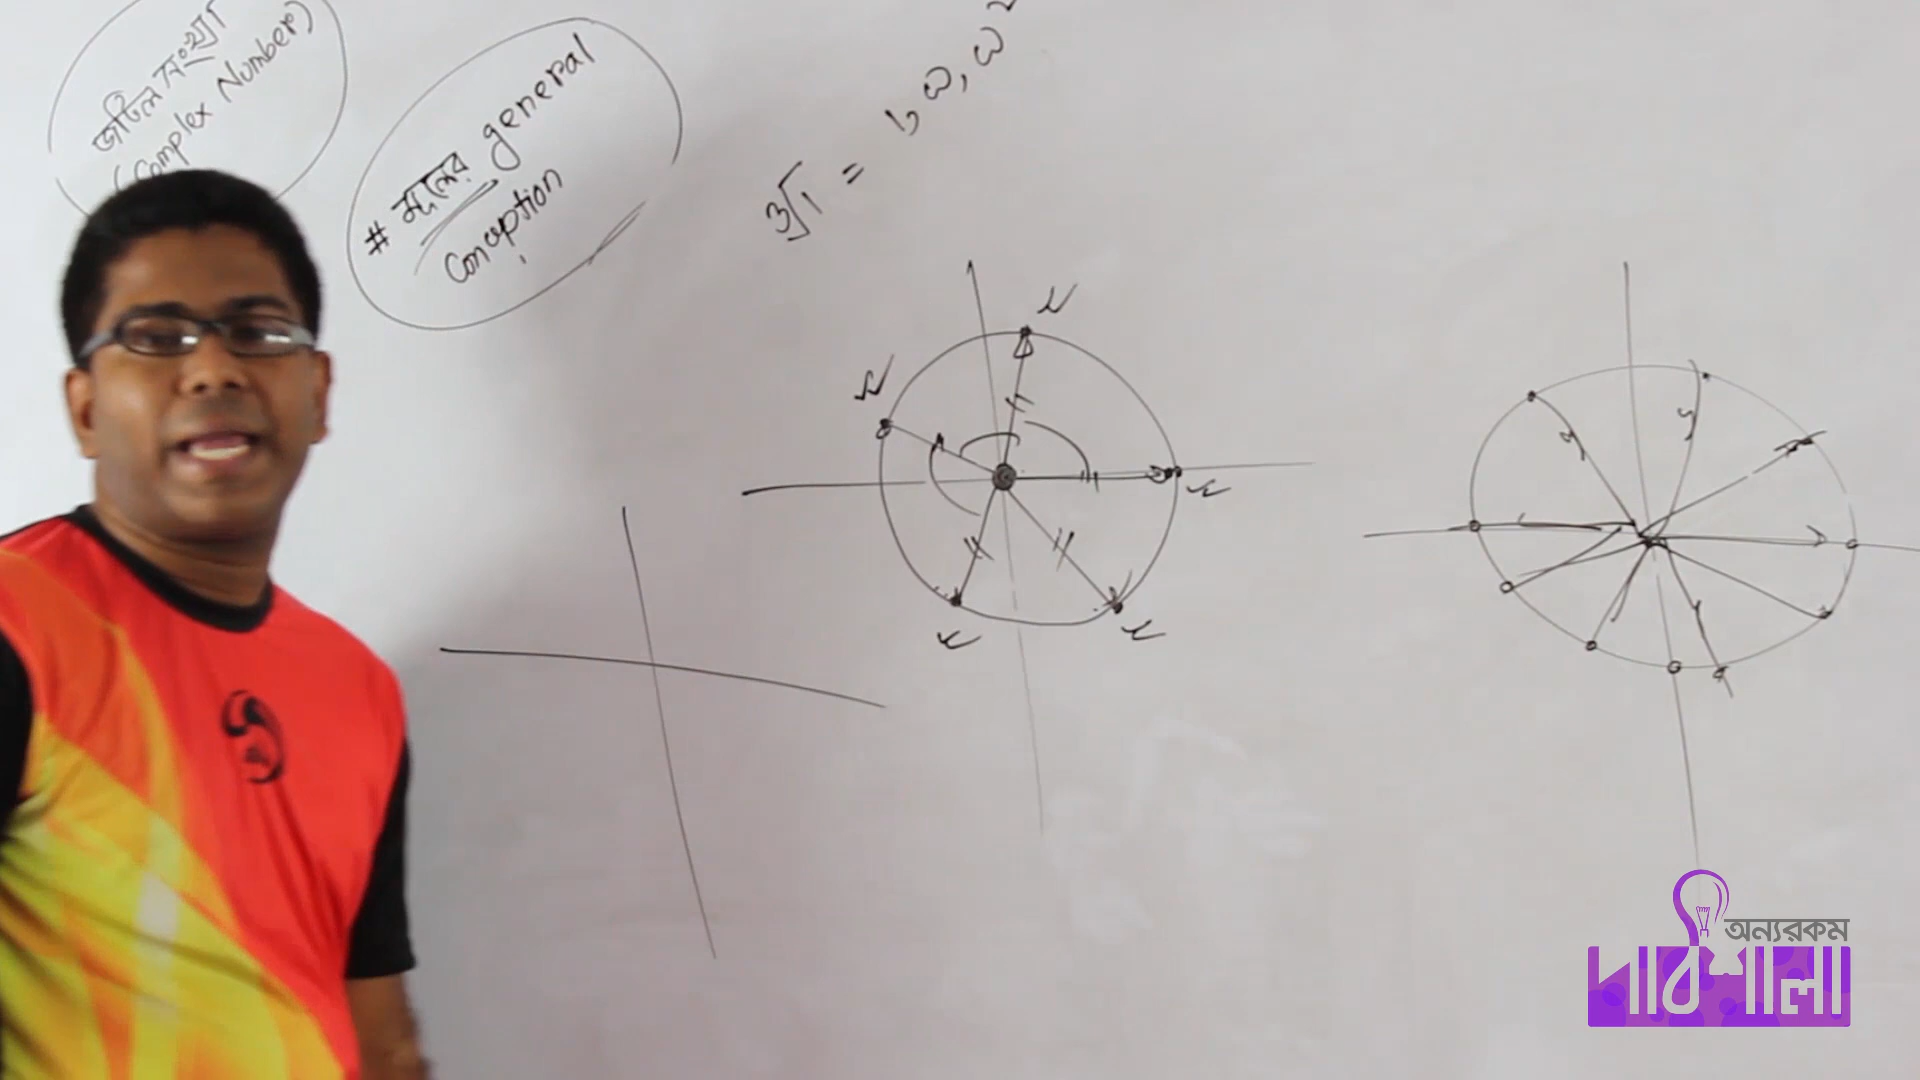 জটিল সংখ্যা
(Complex Number)
# মূলের general
Conception
∛1 = 1, ω, ω²
অন্যরকম
পাঠশালা